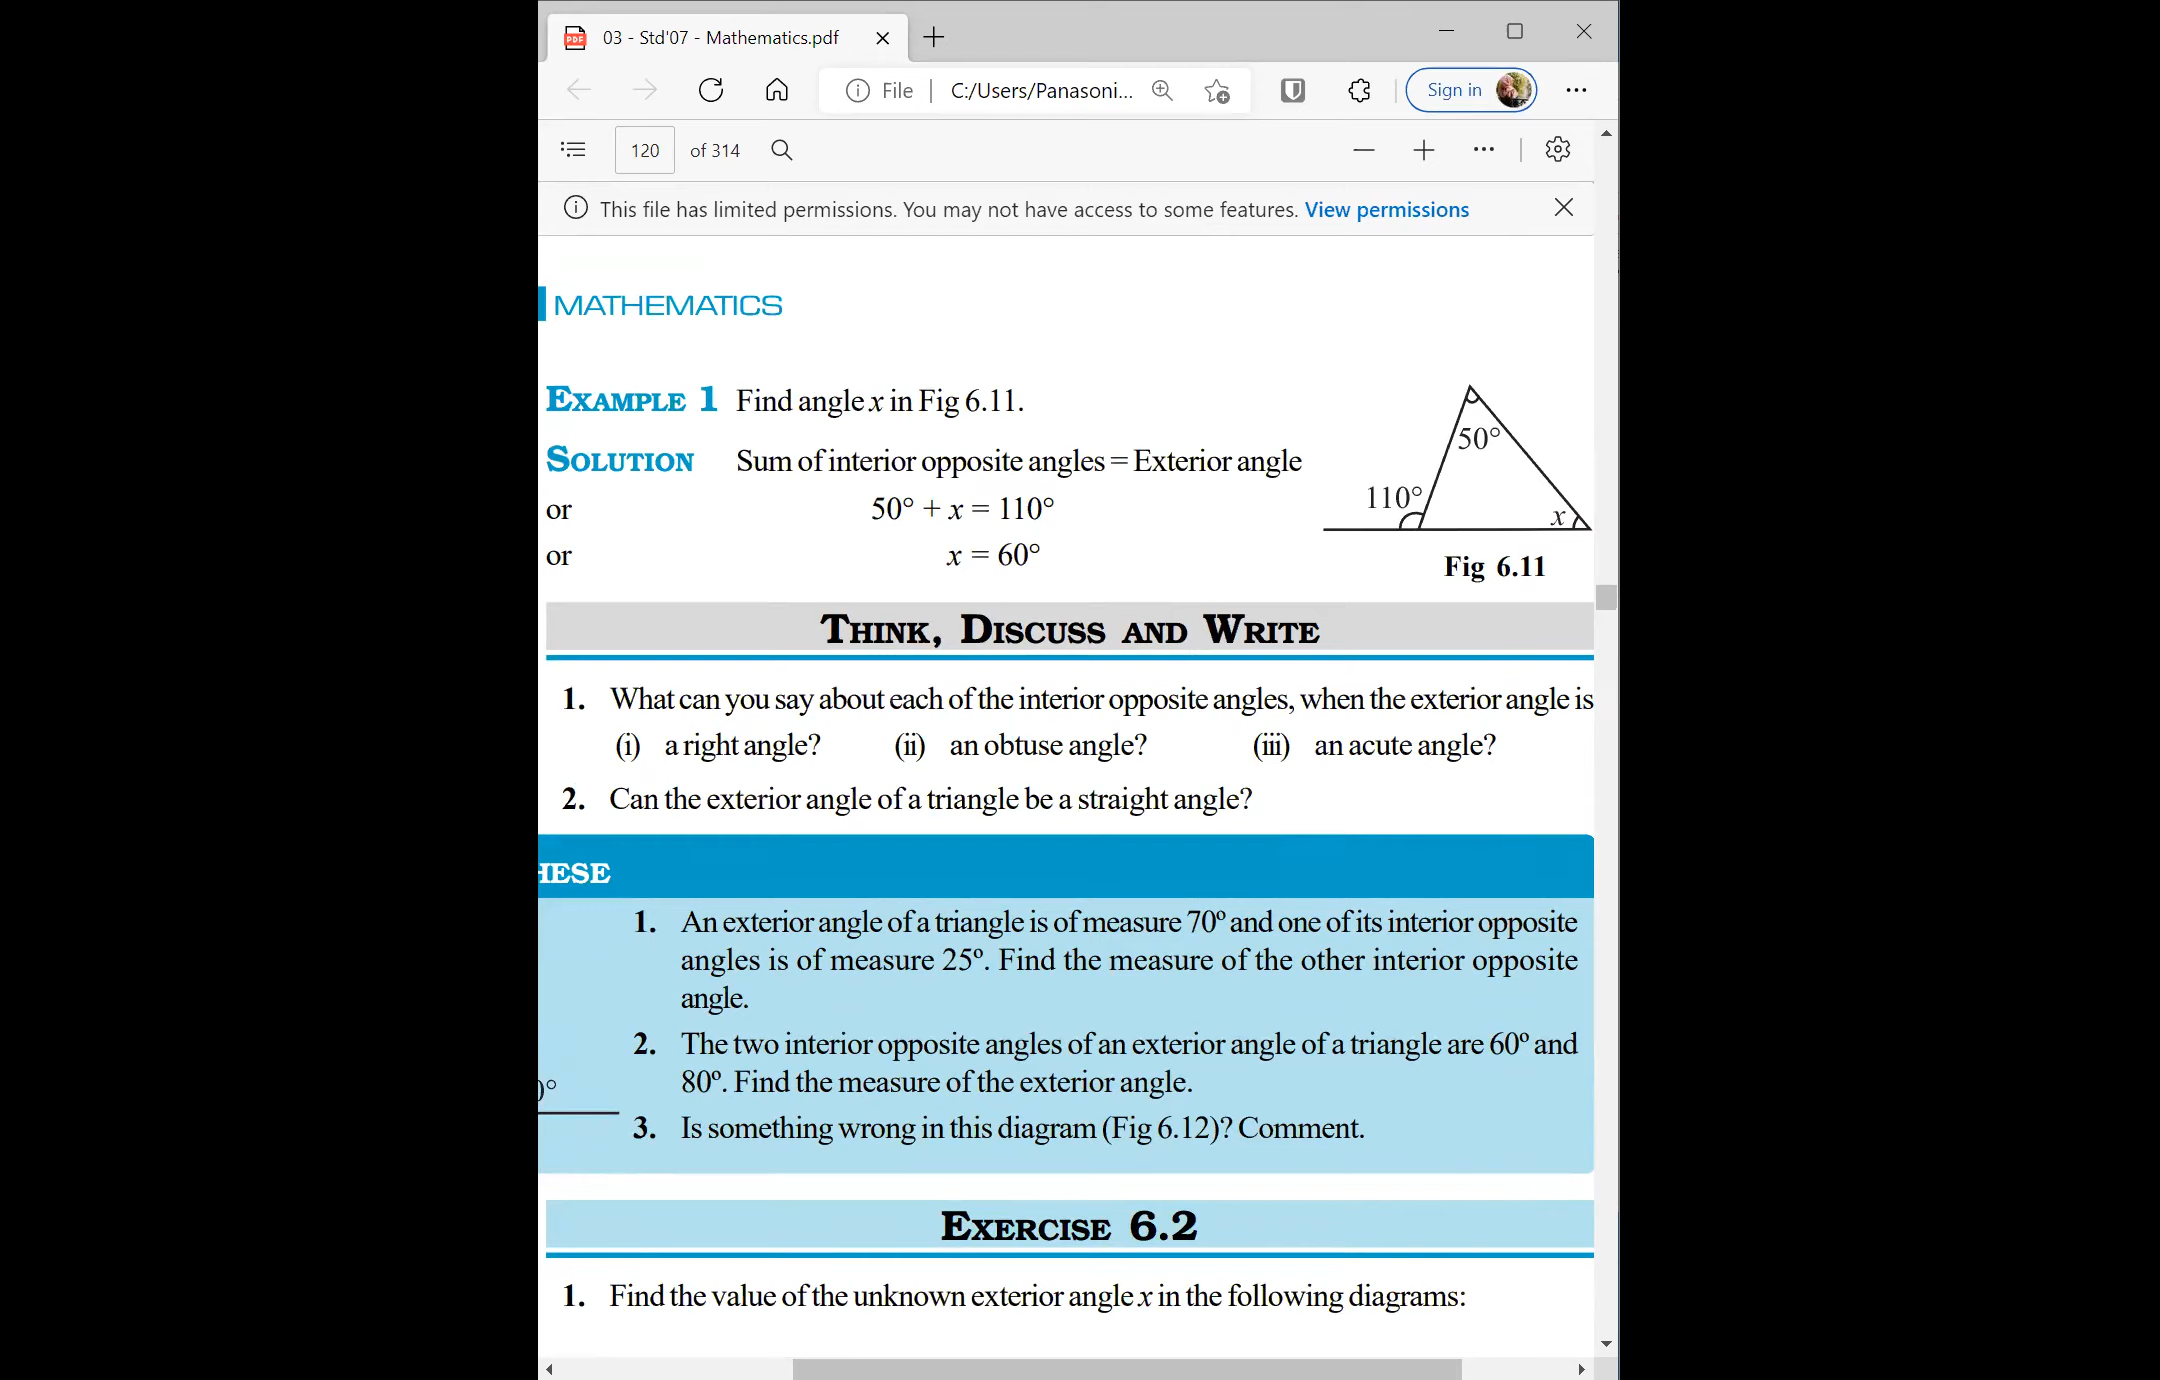 03 - Std'07 - Mathematics.pdf
File
C:/Users/Panasoni...
Sign in
120 of 314
This file has limited permissions. You may not have access to some features. View permissions
MATHEMATICS
EXAMPLE 1 Find angle x in Fig 6.11.
SOLUTION Sum of interior opposite angles = Exterior angle
or 50° + x = 110°
or x = 60°
50°
110°
x
Fig 6.11
THINK, DISCUSS AND WRITE
1. What can you say about each of the interior opposite angles, when the exterior angle is
(i) a right angle? (ii) an obtuse angle? (iii) an acute angle?
2. Can the exterior angle of a triangle be a straight angle?
HESE
1. An exterior angle of a triangle is of measure 70º and one of its interior opposite
angles is of measure 25º. Find the measure of the other interior opposite
angle.
2. The two interior opposite angles of an exterior angle of a triangle are 60º and
80º. Find the measure of the exterior angle.
3. Is something wrong in this diagram (Fig 6.12)? Comment.
EXERCISE 6.2
1. Find the value of the unknown exterior angle x in the following diagrams: